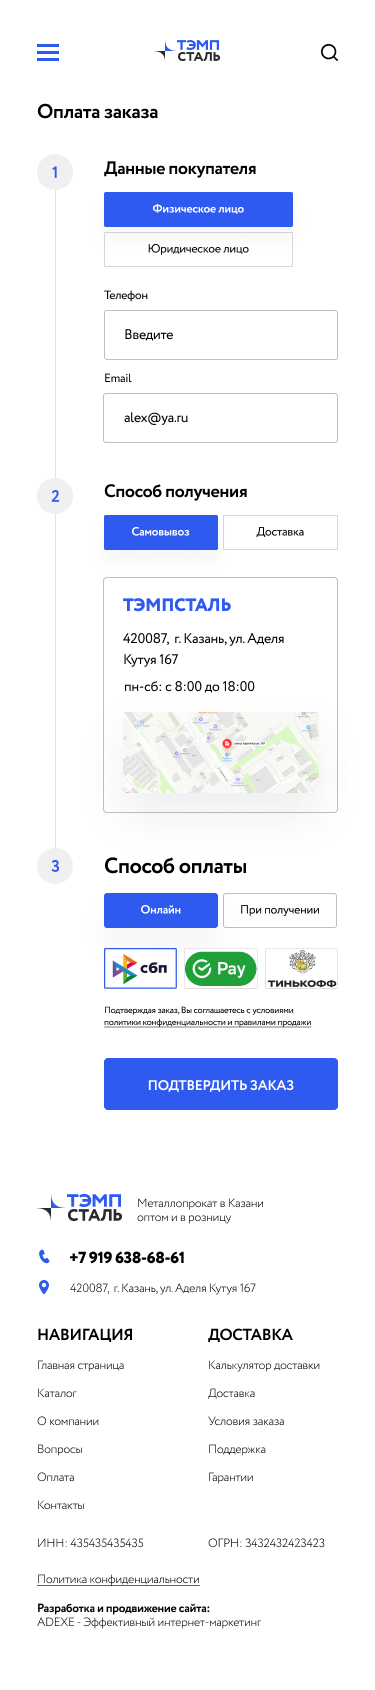 ТЭМП
СТАЛЬ
Оплата заказа
1
Данные покупателя
Физическое лицо
Юридическое лицо
Телефон
Введите
Email
alex@ya.ru
2
Способ получения
Самовывоз
Доставка
ТЭМПСТАЛЬ
420087, г. Казань, ул. Аделя
Кутуя 167
пн-сб: с 8:00 до 18:00
3
Способ оплаты
Онлайн
При получении
сбп
Pay
ТИНЬКОФФ
Подтверждая заказ, Вы соглашаетесь с условиями
политики конфиденциальности и правилами продажи
ПОДТВЕРДИТЬ ЗАКАЗ
ТЭМП
СТАЛЬ
Металлопрокат в Казани
оптом и в розницу
+7 919 638-68-61
420087, г. Казань, ул. Аделя Кутуя 167
НАВИГАЦИЯ
Главная страница
Каталог
О компании
Вопросы
Оплата
Контакты
ДОСТАВКА
Калькулятор доставки
Доставка
Условия заказа
Поддержка
Гарантии
ИНН: 435435435435
ОГРН: 3432432423423
Политика конфиденциальности
Разработка и продвижение сайта:
ADEXE - Эффективный интернет-маркетинг